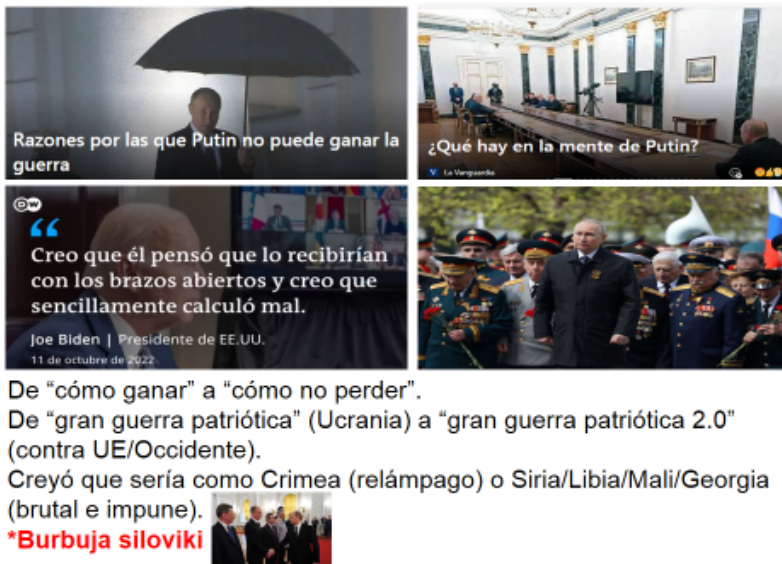 Razones por las que Putin no puede ganar la
guerra
¿Qué hay en la mente de Putin?
V La Vanguardia
DW
“
Creo que él pensó que lo recibirían
con los brazos abiertos y creo que
sencillamente calculó mal.
Joe Biden | Presidente de EE.UU.
11 de octubre de 2022
De “cómo ganar” a “cómo no perder”.
De “gran guerra patriótica” (Ucrania) a “gran guerra patriótica 2.0”
(contra UE/Occidente).
Creyó que sería como Crimea (relámpago) o Siria/Libia/Mali/Georgia
(brutal e impune).
*Burbuja siloviki